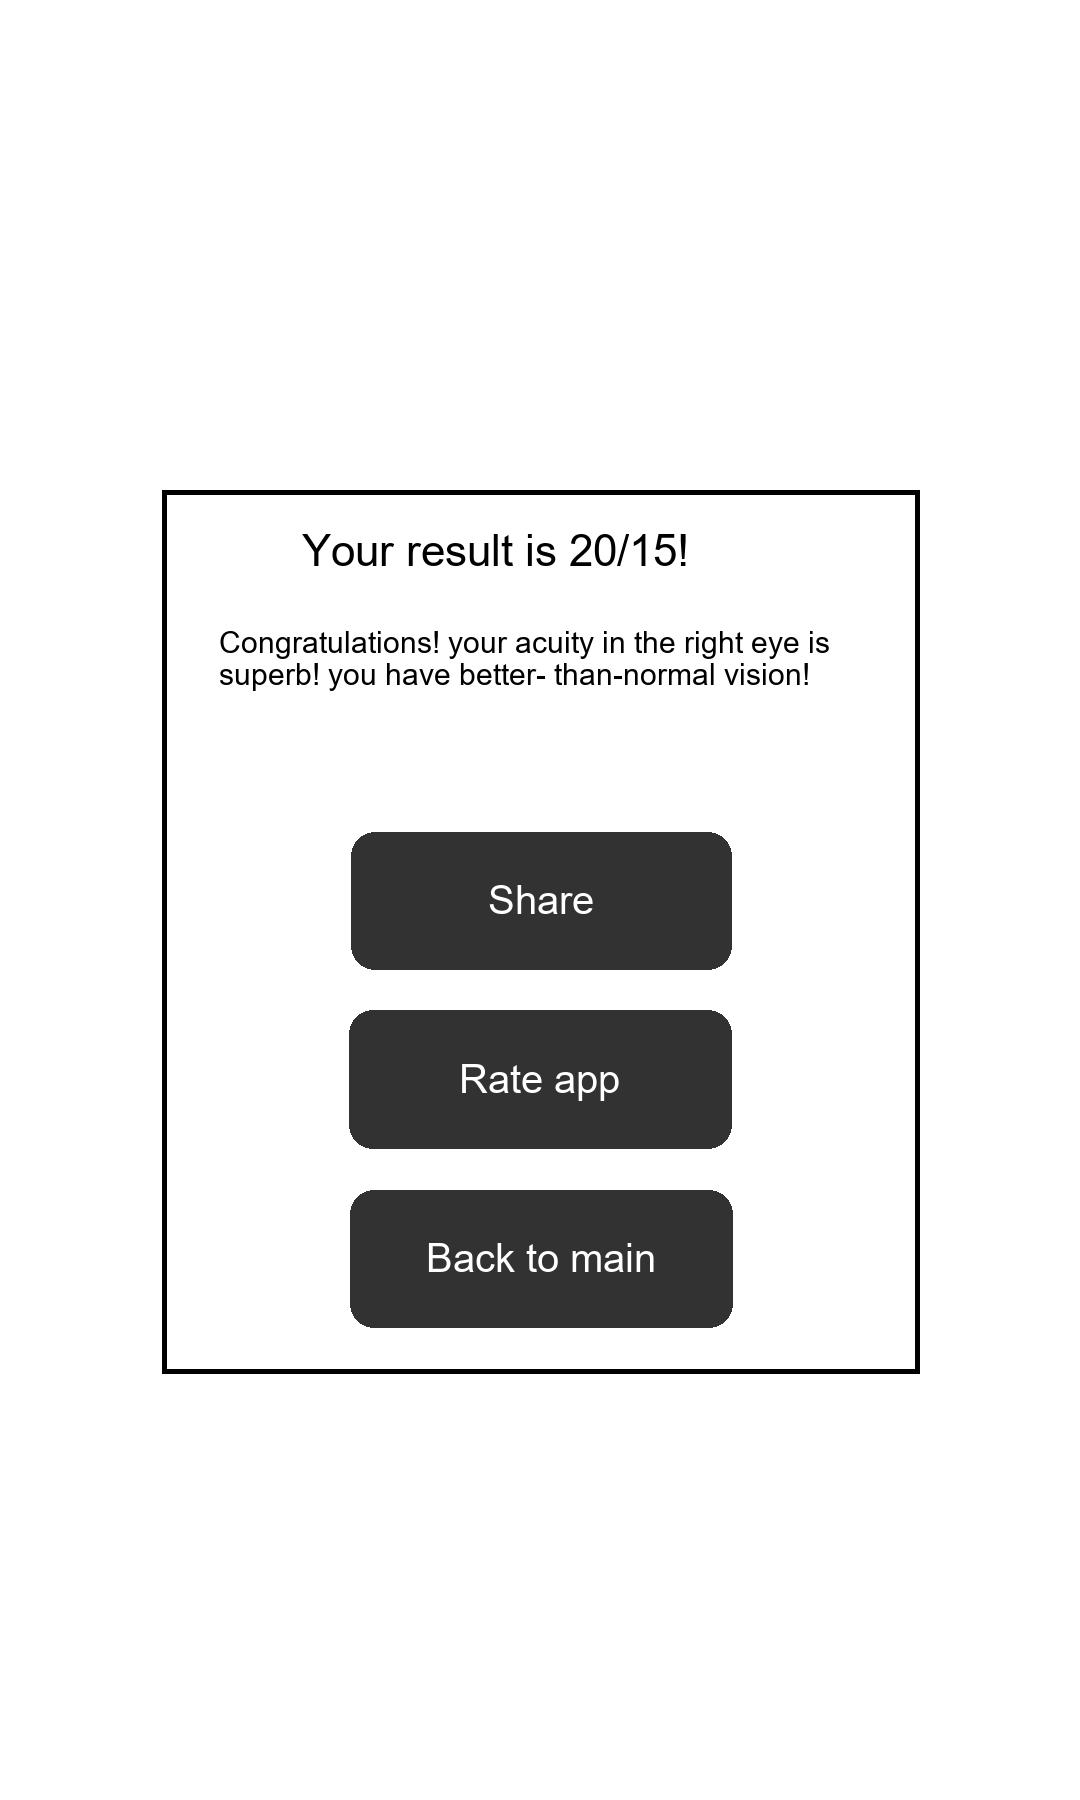 Your result is 20/15!
Congratulations! your acuity in the right eye is
superb! you have better- than-normal vision!
Share
Rate app
Back to main